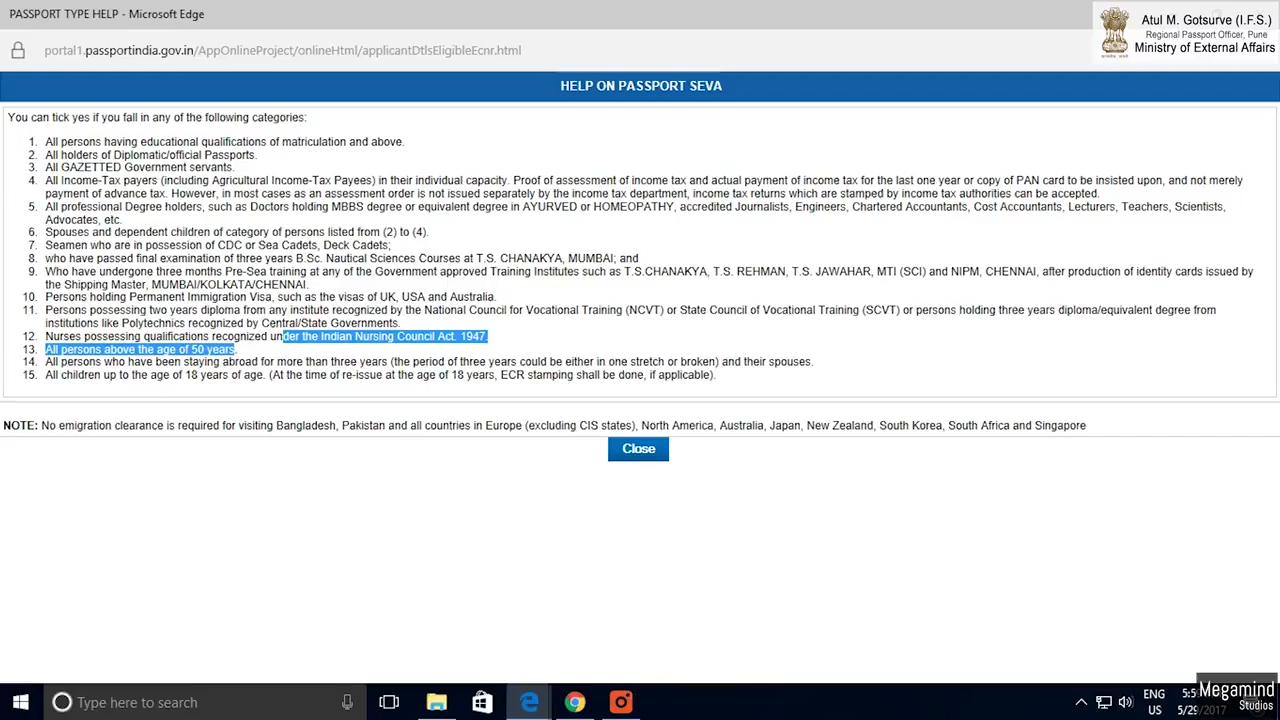 PASSPORT TYPE HELP - Microsoft Edge
Atul M. Gotsurve (I.F.S.)
Regional Passport Officer, Pune
Ministry of External Affairs
portal1.passportindia.gov.in/AppOnlineProject/onlineHtml/applicantDtlsEligibleEcnr.html
HELP ON PASSPORT SEVA
You can tick yes if you fall in any of the following categories:
1. All persons having educational qualifications of matriculation and above.
2. All holders of Diplomatic/official Passports.
3. All GAZETTED Government servants.
4. All Income-Tax payers (including Agricultural Income-Tax Payees) in their individual capacity. Proof of assessment of income tax and actual payment of income tax for the last one year or copy of PAN card to be insisted upon, and not merely
payment of advance tax. However, in most cases as an assessment order is not issued separately by the income tax department, income tax returns which are stamped by income tax authorities can be accepted.
5. All professional Degree holders, such as Doctors holding MBBS degree or equivalent degree in AYURVED or HOMEOPATHY, accredited Journalists, Engineers, Chartered Accountants, Cost Accountants, Lecturers, Teachers, Scientists,
Advocates, etc.
6. Spouses and dependent children of category of persons listed from (2) to (4).
7. Seamen who are in possession of CDC or Sea Cadets, Deck Cadets;
8. who have passed final examination of three years B.Sc. Nautical Sciences Courses at T.S. CHANAKYA, MUMBAI; and
9. Who have undergone three months Pre-Sea training at any of the Government approved Training Institutes such as T.S.CHANAKYA, T.S. REHMAN, T.S. JAWAHAR, MTI (SCI) and NIPM, CHENNAI, after production of identity cards issued by
the Shipping Master, MUMBAI/KOLKATA/CHENNAI.
10. Persons holding Permanent Immigration Visa, such as the visas of UK, USA and Australia.
11. Persons possessing two years diploma from any institute recognized by the National Council for Vocational Training (NCVT) or State Council of Vocational Training (SCVT) or persons holding three years diploma/equivalent degree from
institutions like Polytechnics recognized by Central/State Governments.
12. Nurses possessing qualifications recognized under the Indian Nursing Council Act. 1947.
13. All persons above the age of 50 years.
14. All persons who have been staying abroad for more than three years (the period of three years could be either in one stretch or broken) and their spouses.
15. All children up to the age of 18 years of age. (At the time of re-issue at the age of 18 years, ECR stamping shall be done, if applicable).
NOTE: No emigration clearance is required for visiting Bangladesh, Pakistan and all countries in Europe (excluding CIS states), North America, Australia, Japan, New Zealand, South Korea, South Africa and Singapore
Close
Type here to search
ENG
US
5/29/2017
Megamind
Studios